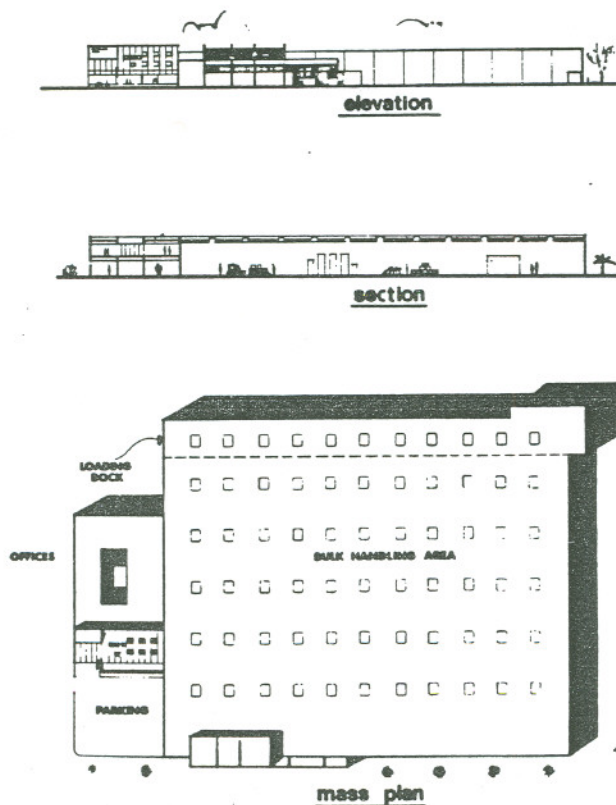 elevation
section
LOADING
DOCK
OFFICES
BULK HANDLING AREA
PARKING
mass plan